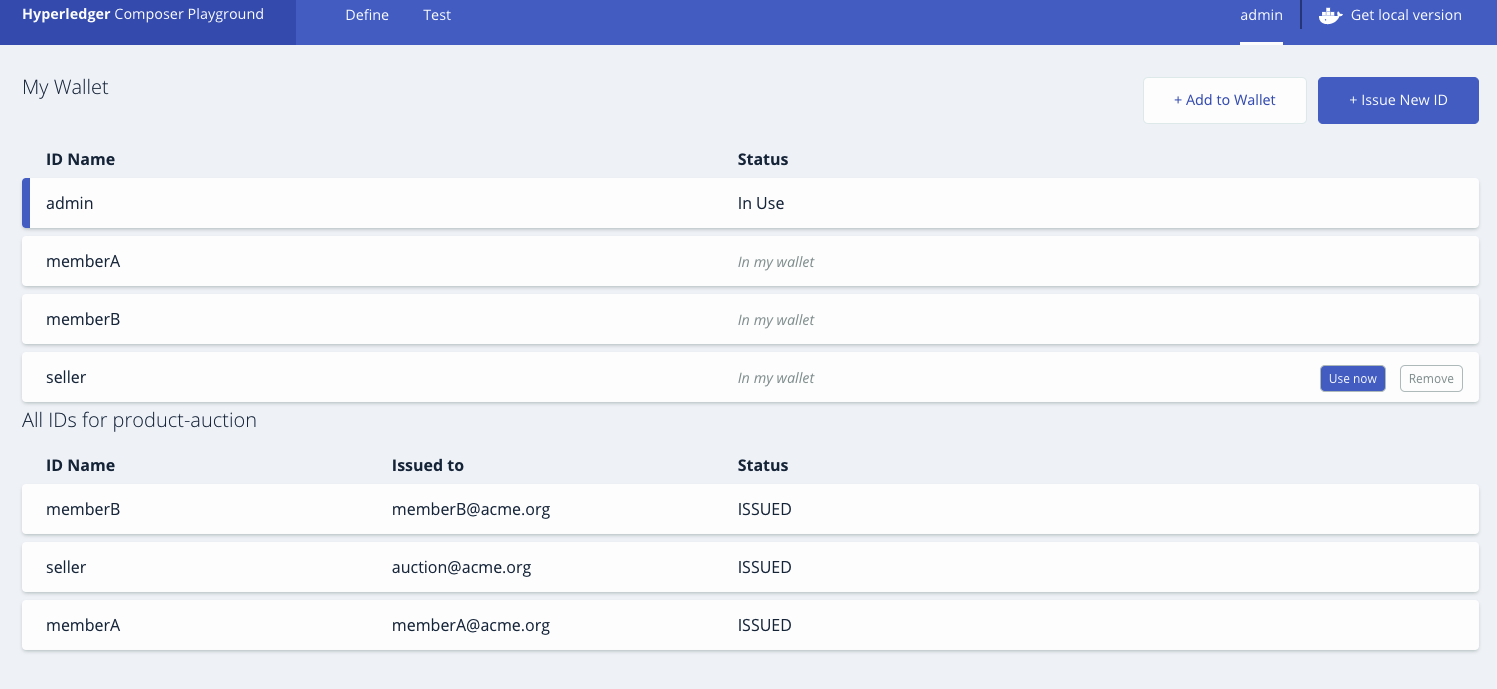 Hyperledger Composer Playground Define Test admin Get local version
My Wallet + Add to Wallet + Issue New ID
ID Name Status
admin In Use
memberA In my wallet
memberB In my wallet
seller In my wallet Use now Remove
All IDs for product-auction
ID Name Issued to Status
memberB memberB@acme.org ISSUED
seller auction@acme.org ISSUED
memberA memberA@acme.org ISSUED